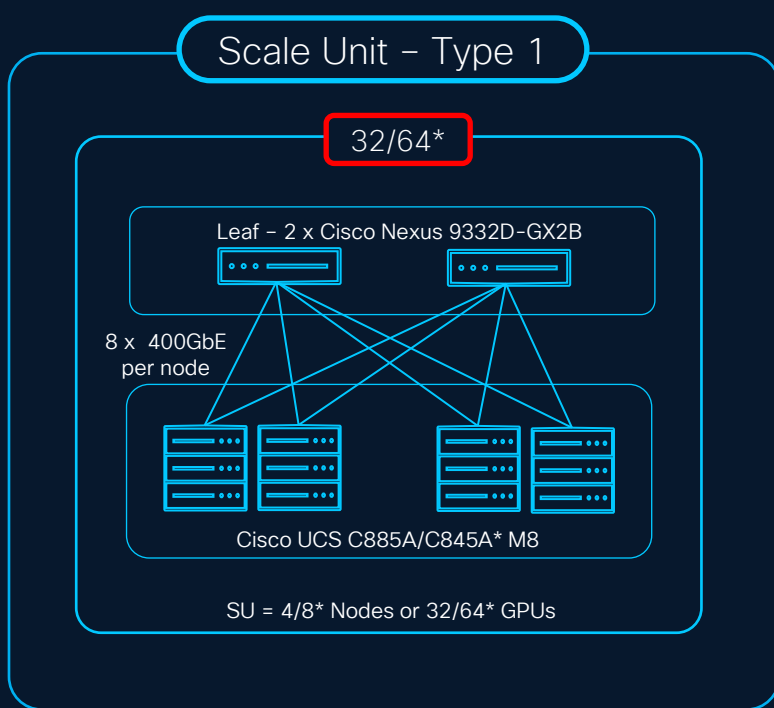 Scale Unit – Type 1
32/64*
Leaf – 2 x Cisco Nexus 9332D-GX2B
8 x 400GbE
per node
Cisco UCS C885A/C845A* M8
SU = 4/8* Nodes or 32/64* GPUs